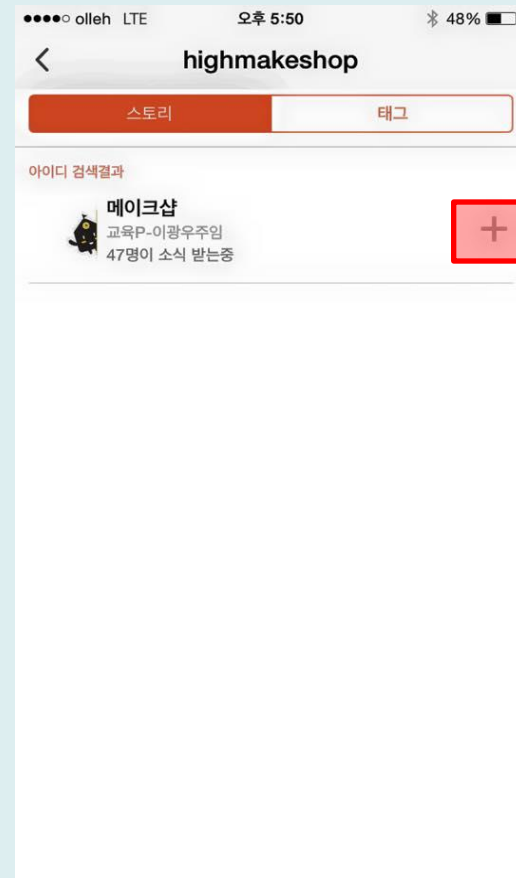 olleh LTE 오후 5:50 48%
highmakeshop
스토리 태그
아이디 검색결과
메이크샵
교육P-이광우주임
47명이 소식 받는중